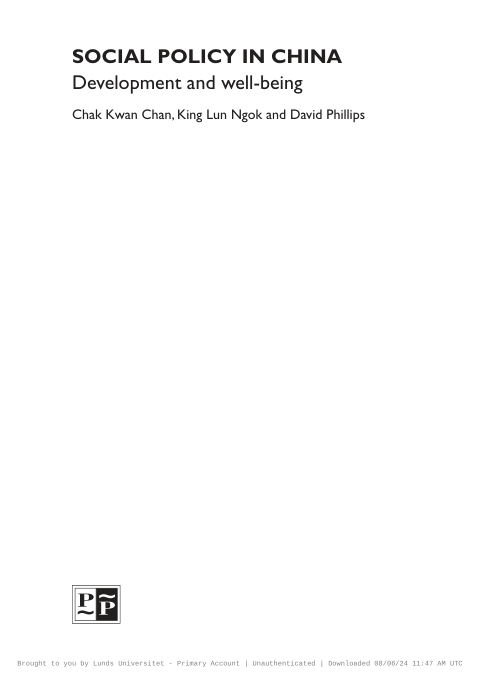 SOCIAL POLICY IN CHINA
Development and well-being
Chak Kwan Chan, King Lun Ngok and David Phillips
P P
Brought to you by Lunds Universitet - Primary Account | Unauthenticated | Downloaded 08/06/24 11:47 AM UTC